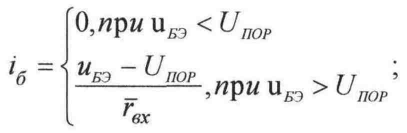 0, при u_БЭ < U_ПОР
i_б = {
(u_БЭ − U_ПОР) / r̅_вх , при u_БЭ > U_ПОР ;